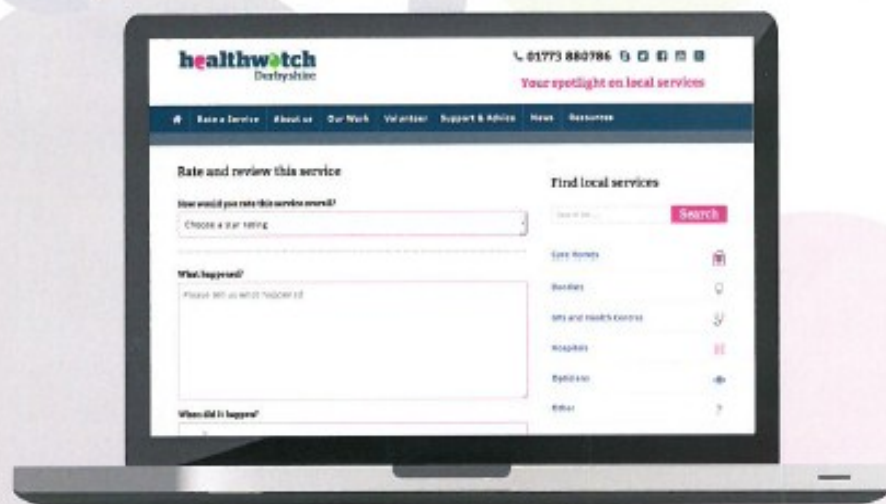 healthwatch
Derbyshire
01773 880786
Your spotlight on local services
Rate a Service About us Our Work Volunteer Support & Advice News Resources
Rate and review this service
How would you rate this service overall?
Choose a star rating
What happened?
Please tell us what happened
When did it happen?
Find local services
Search for ...
Search
Care Homes
Dentists
GPs and Health Centres
Hospitals
Opticians
Other